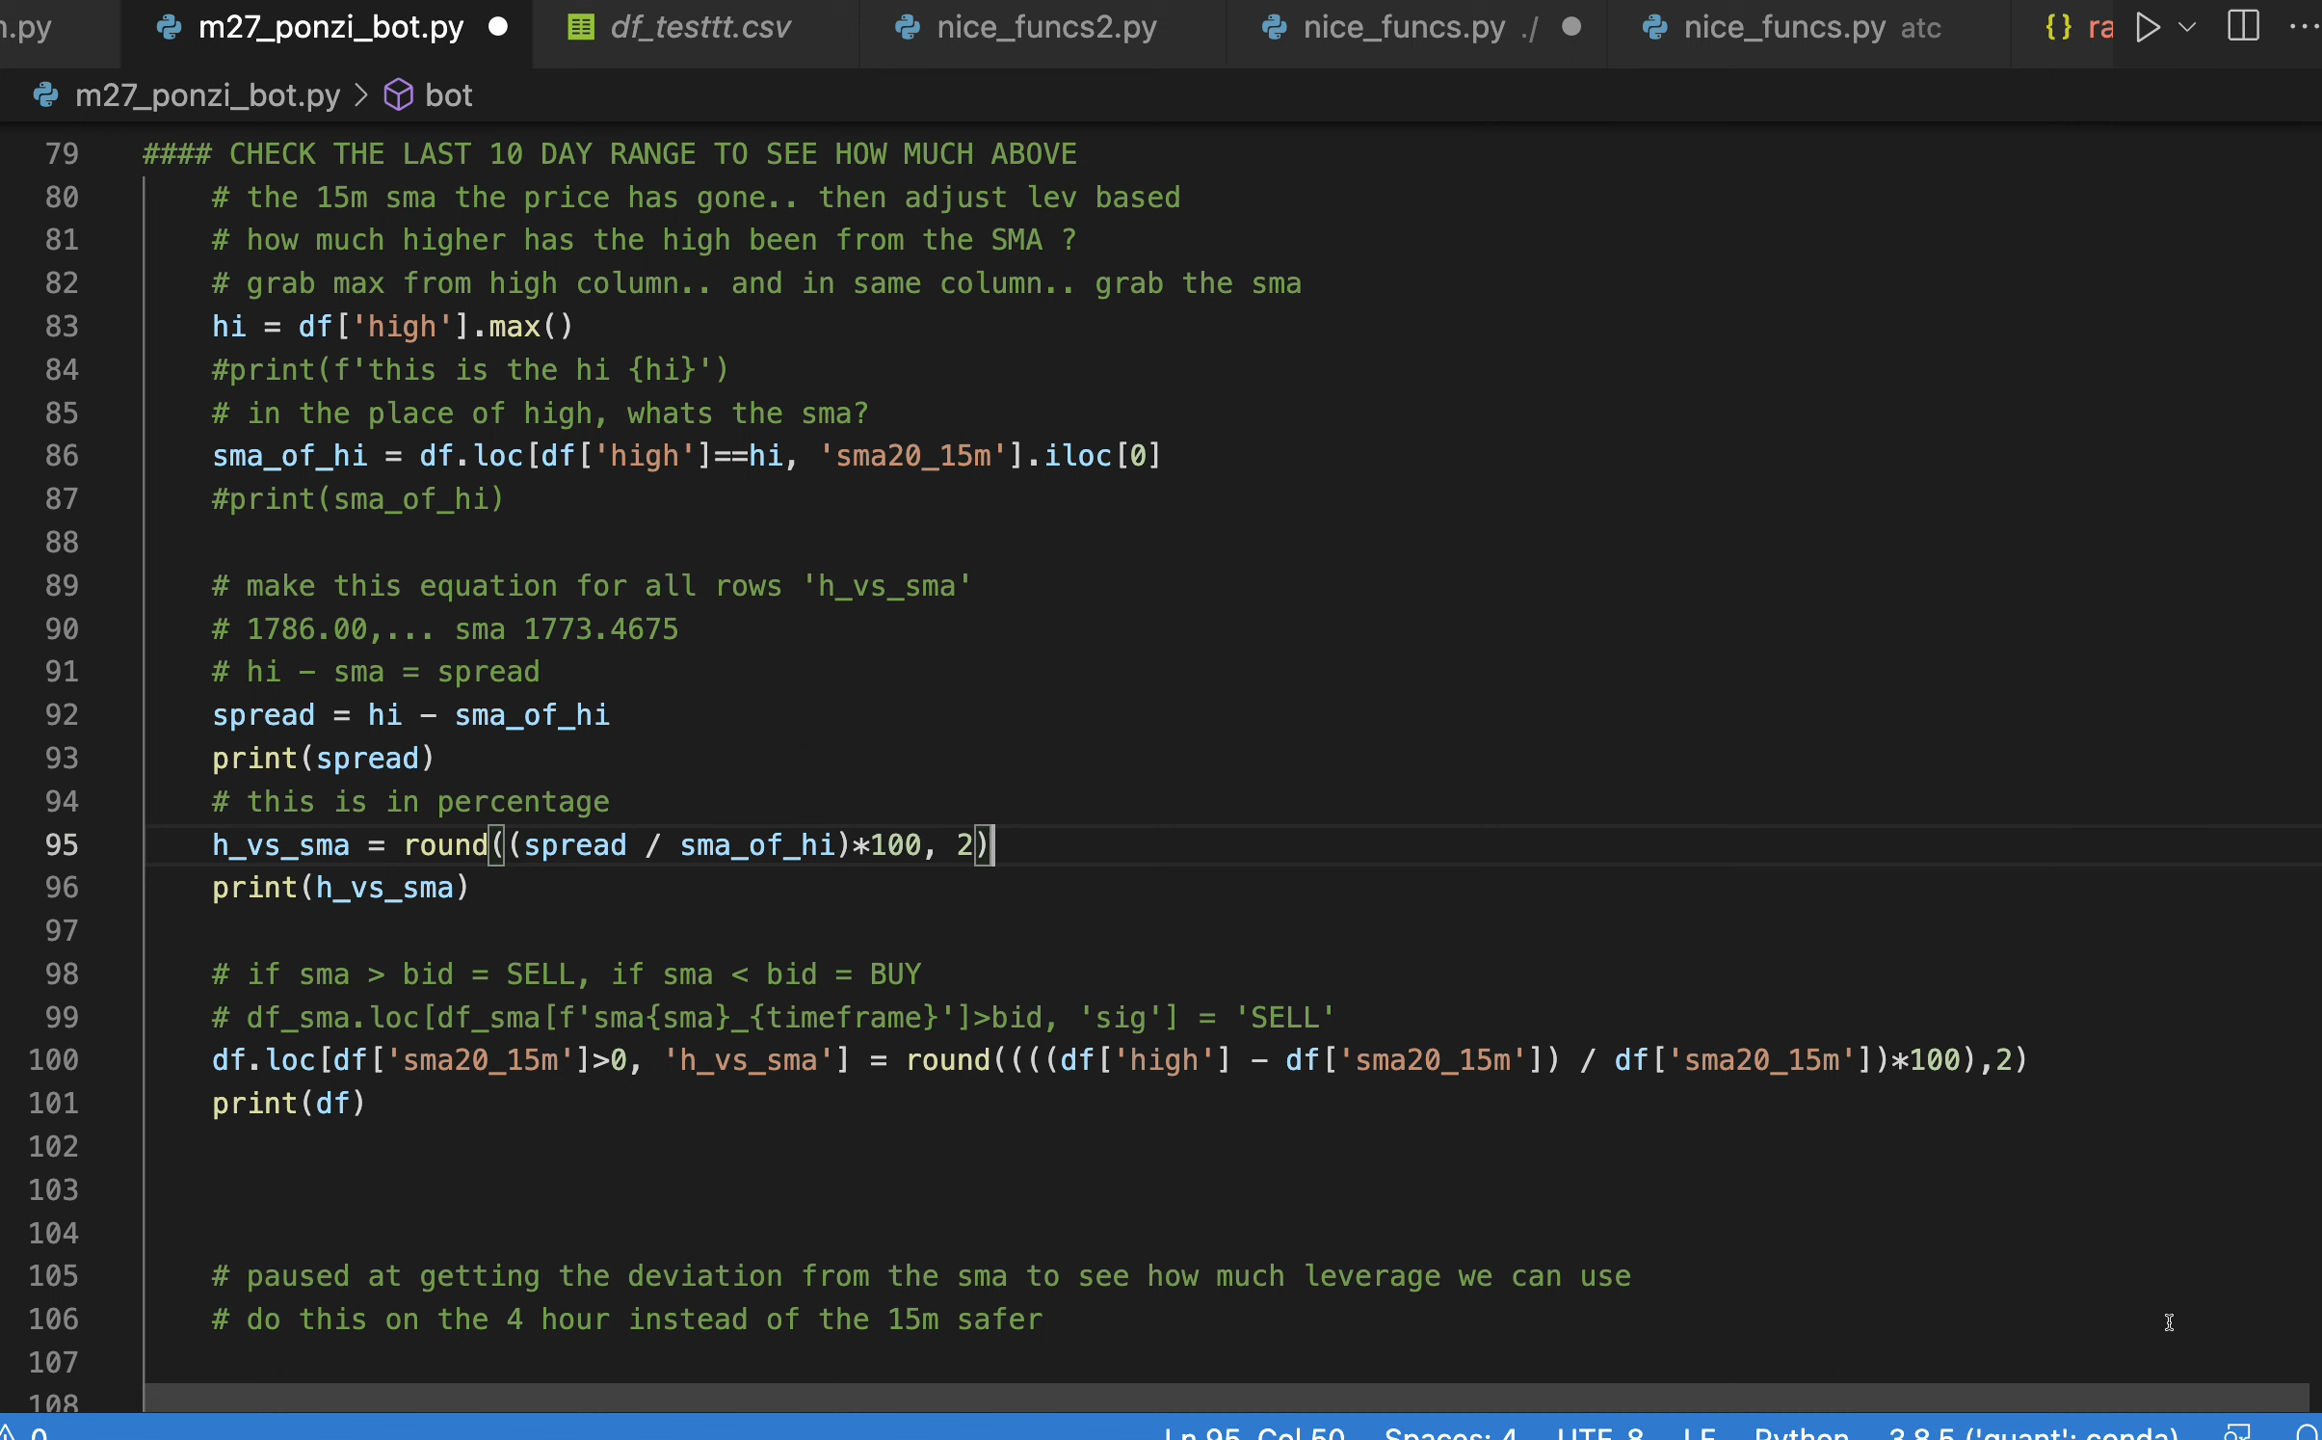 n.py m27_ponzi_bot.py df_testtt.csv nice_funcs2.py nice_funcs.py ./ nice_funcs.py atc {} ra
m27_ponzi_bot.py > bot
79 #### CHECK THE LAST 10 DAY RANGE TO SEE HOW MUCH ABOVE
80 # the 15m sma the price has gone.. then adjust lev based
81 # how much higher has the high been from the SMA ?
82 # grab max from high column.. and in same column.. grab the sma
83 hi = df['high'].max()
84 #print(f'this is the hi {hi}')
85 # in the place of high, whats the sma?
86 sma_of_hi = df.loc[df['high']==hi, 'sma20_15m'].iloc[0]
87 #print(sma_of_hi)
88
89 # make this equation for all rows 'h_vs_sma'
90 # 1786.00,... sma 1773.4675
91 # hi - sma = spread
92 spread = hi - sma_of_hi
93 print(spread)
94 # this is in percentage
95 h_vs_sma = round((spread / sma_of_hi)*100, 2)
96 print(h_vs_sma)
97
98 # if sma > bid = SELL, if sma < bid = BUY
99 # df_sma.loc[df_sma[f'sma{sma}_{timeframe}']>bid, 'sig'] = 'SELL'
100 df.loc[df['sma20_15m']>0, 'h_vs_sma'] = round((((df['high'] - df['sma20_15m']) / df['sma20_15m'])*100),2)
101 print(df)
102
103
104
105 # paused at getting the deviation from the sma to see how much leverage we can use
106 # do this on the 4 hour instead of the 15m safer
107
108
0 Ln 95, Col 50 Spaces: 4 UTF-8 LF Python 3.8.5 ('quant': conda)